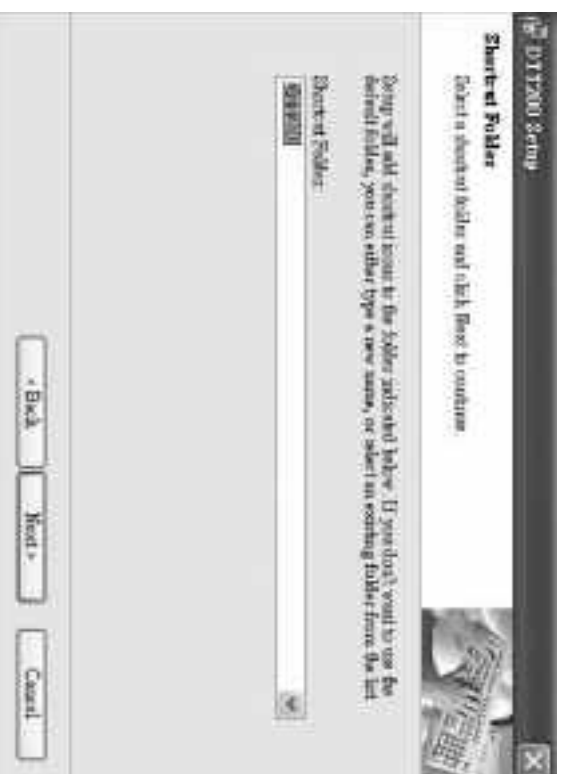 DT1200 Setup
Shortcut Folder
Select a shortcut folder and click Next to continue.
Setup will add shortcut icons to the folder indicated below. If you don't want to use the
default folder, you can either type a new name, or select an existing folder from the list.
Shortcut Folder:
< Back
Next >
Cancel